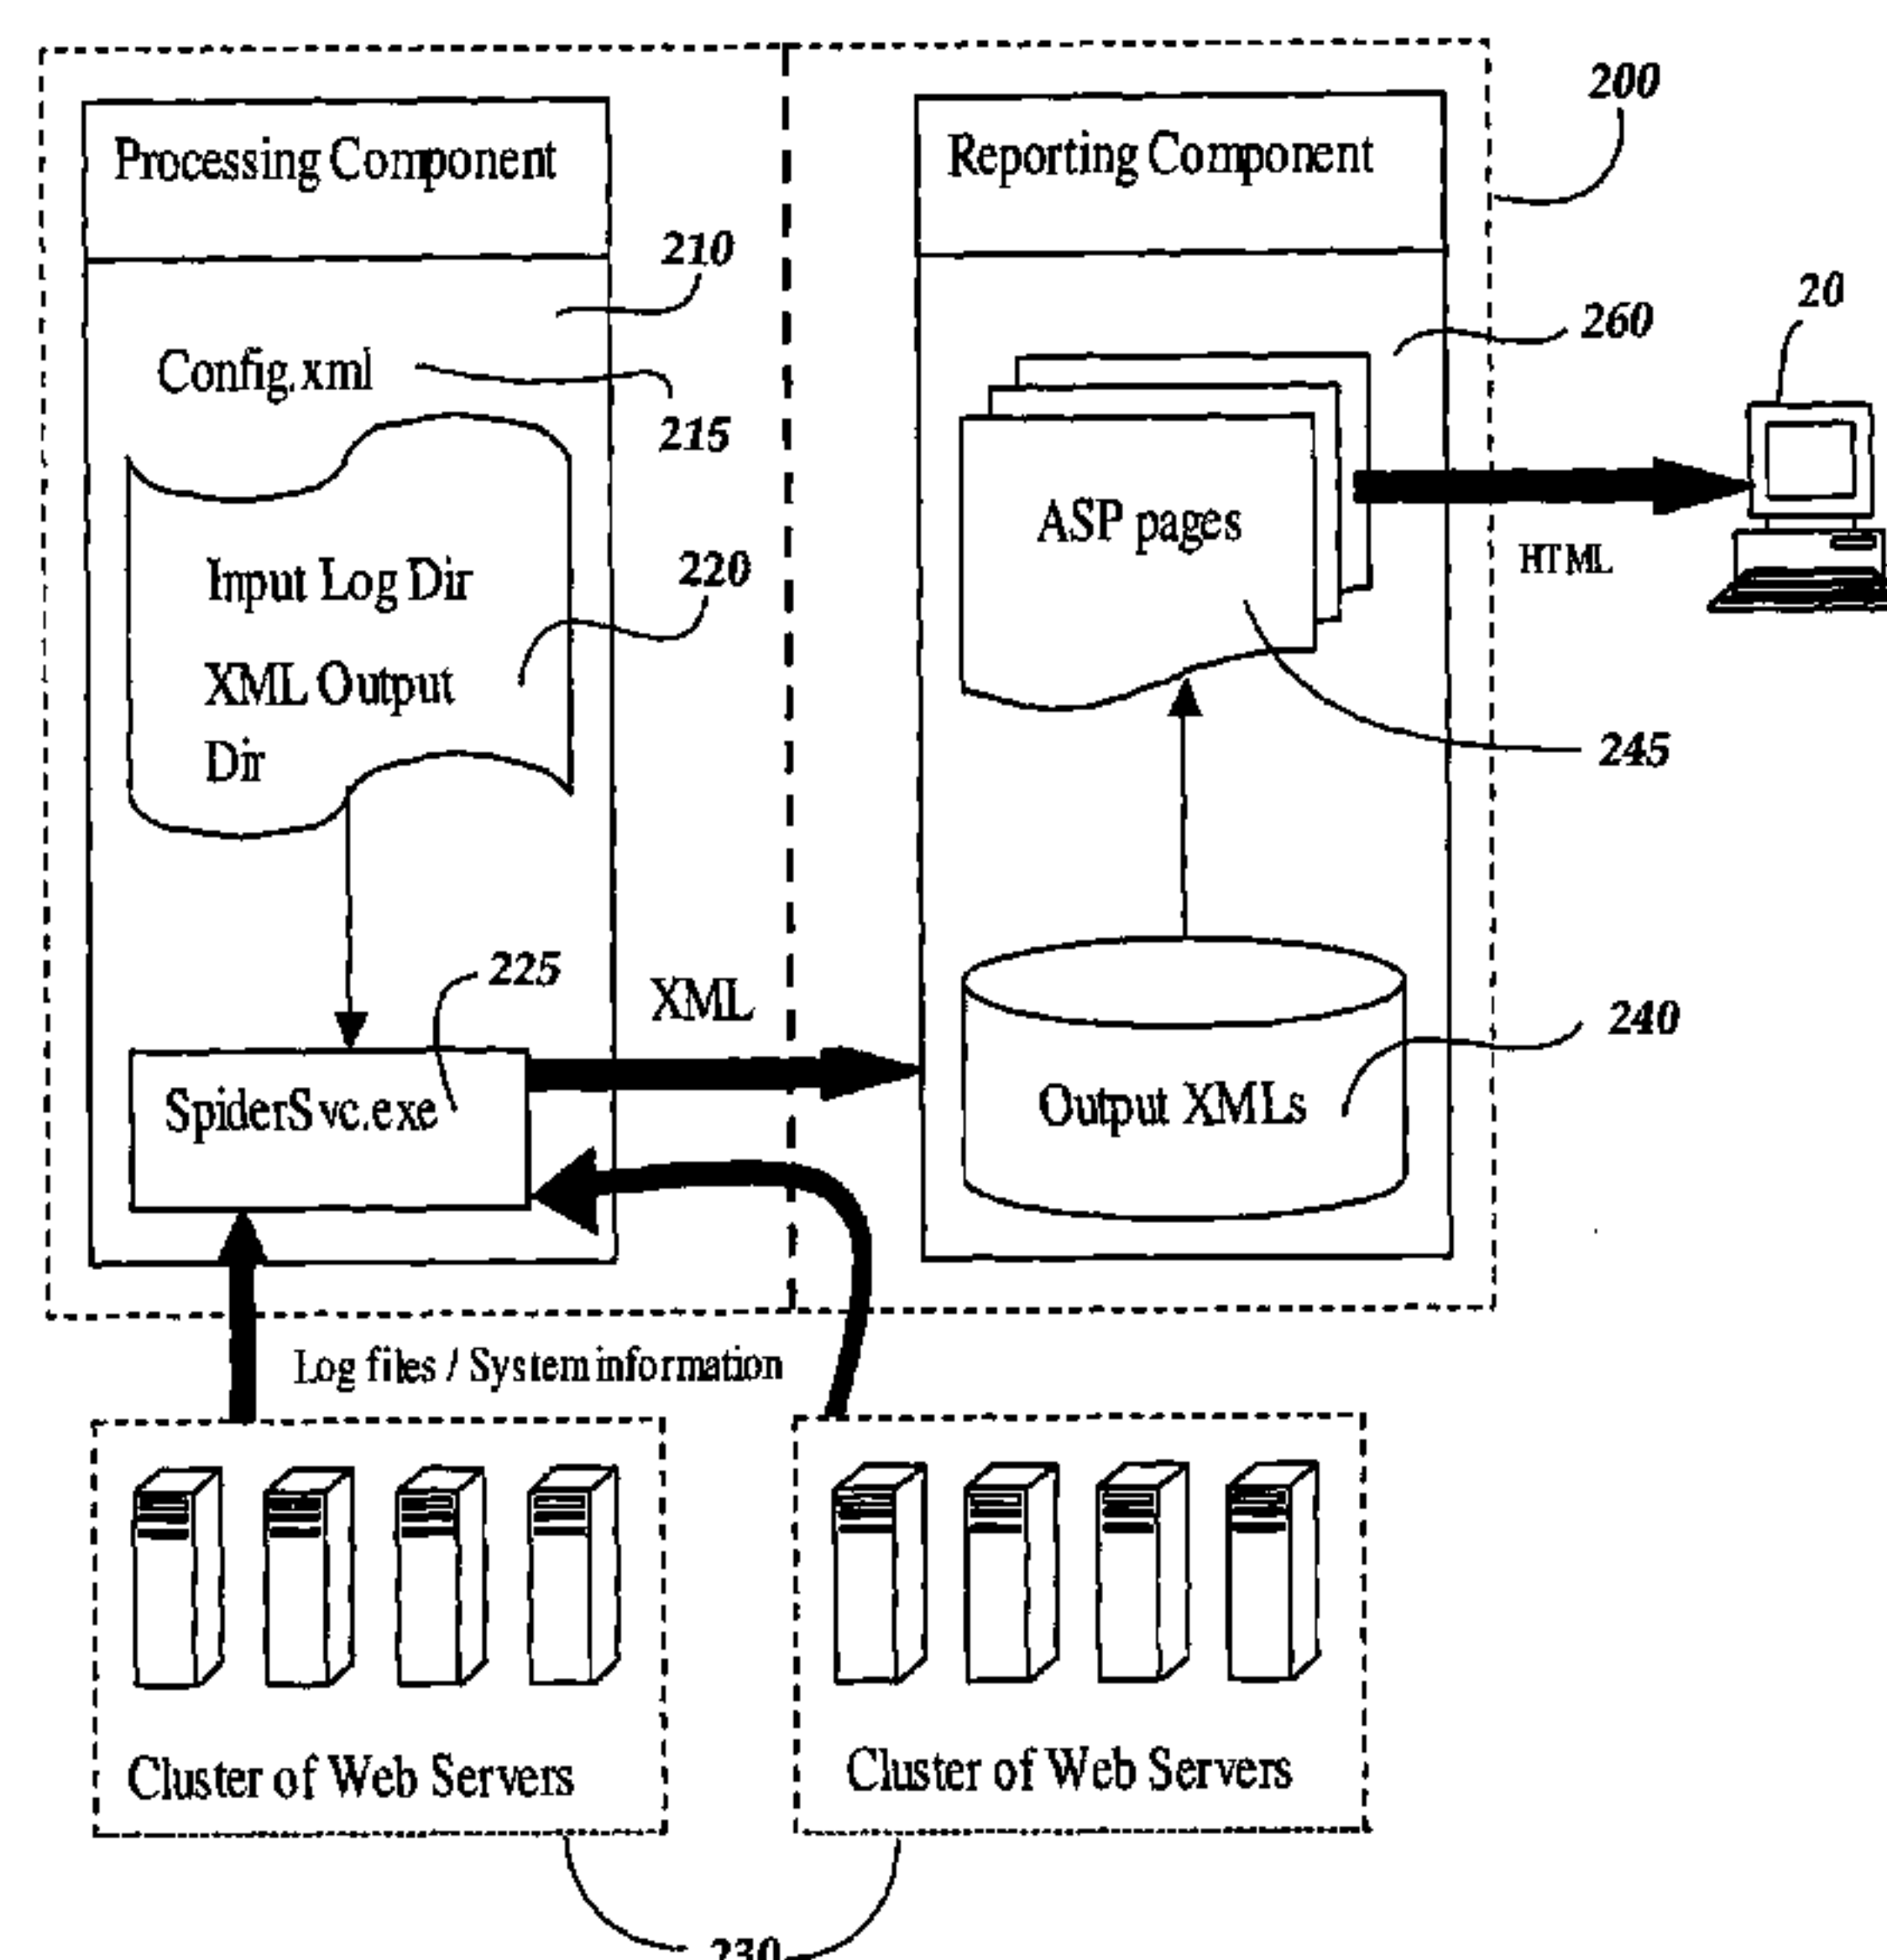 200
Processing Component
Reporting Component
210
20
260
Config.xml
215
ASP pages
HTML
Input Log Dir
220
XML Output
Dir
245
225
XML
240
SpiderSvc.exe
Output XMLs
Log files / System information
Cluster of Web Servers
Cluster of Web Servers
230